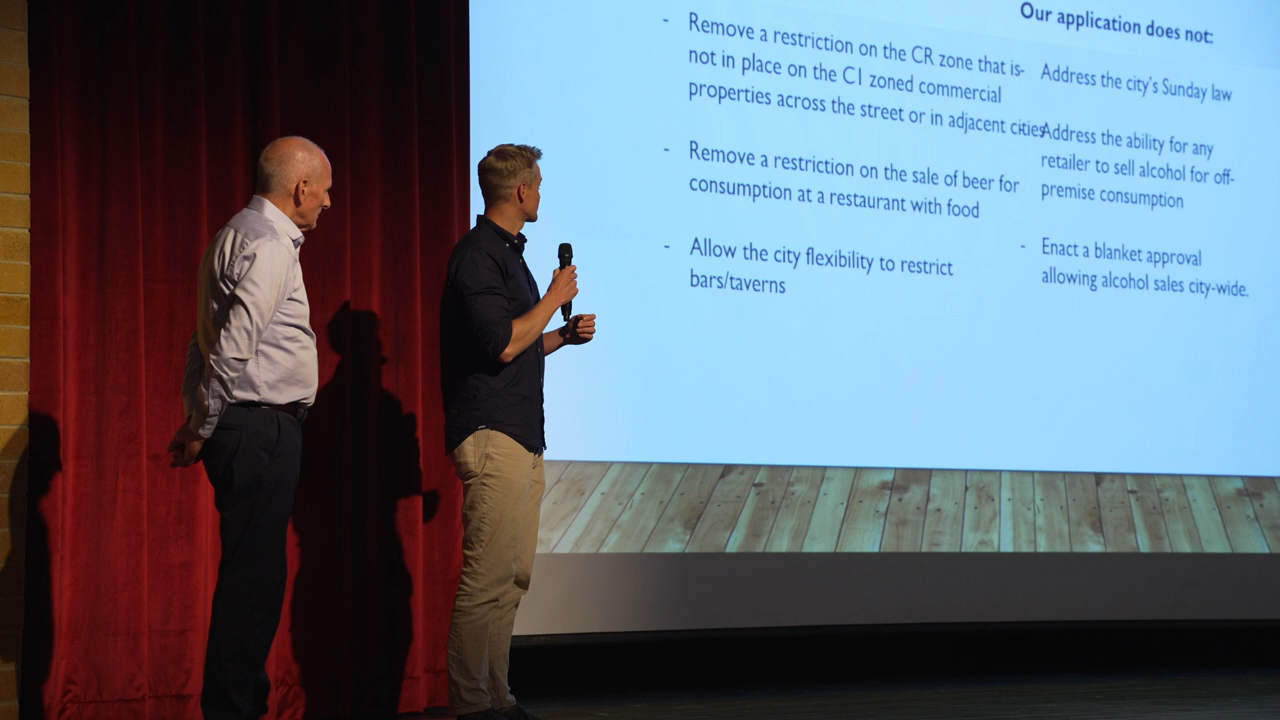 - Remove a restriction on the CR zone that is
not in place on the C1 zoned commercial
properties across the street or in adjacent cities
- Remove a restriction on the sale of beer for
consumption at a restaurant with food
- Allow the city flexibility to restrict
bars/taverns
Our application does not:
- Address the city's Sunday law
- Address the ability for any
retailer to sell alcohol for off-
premise consumption
- Enact a blanket approval
allowing alcohol sales city-wide.